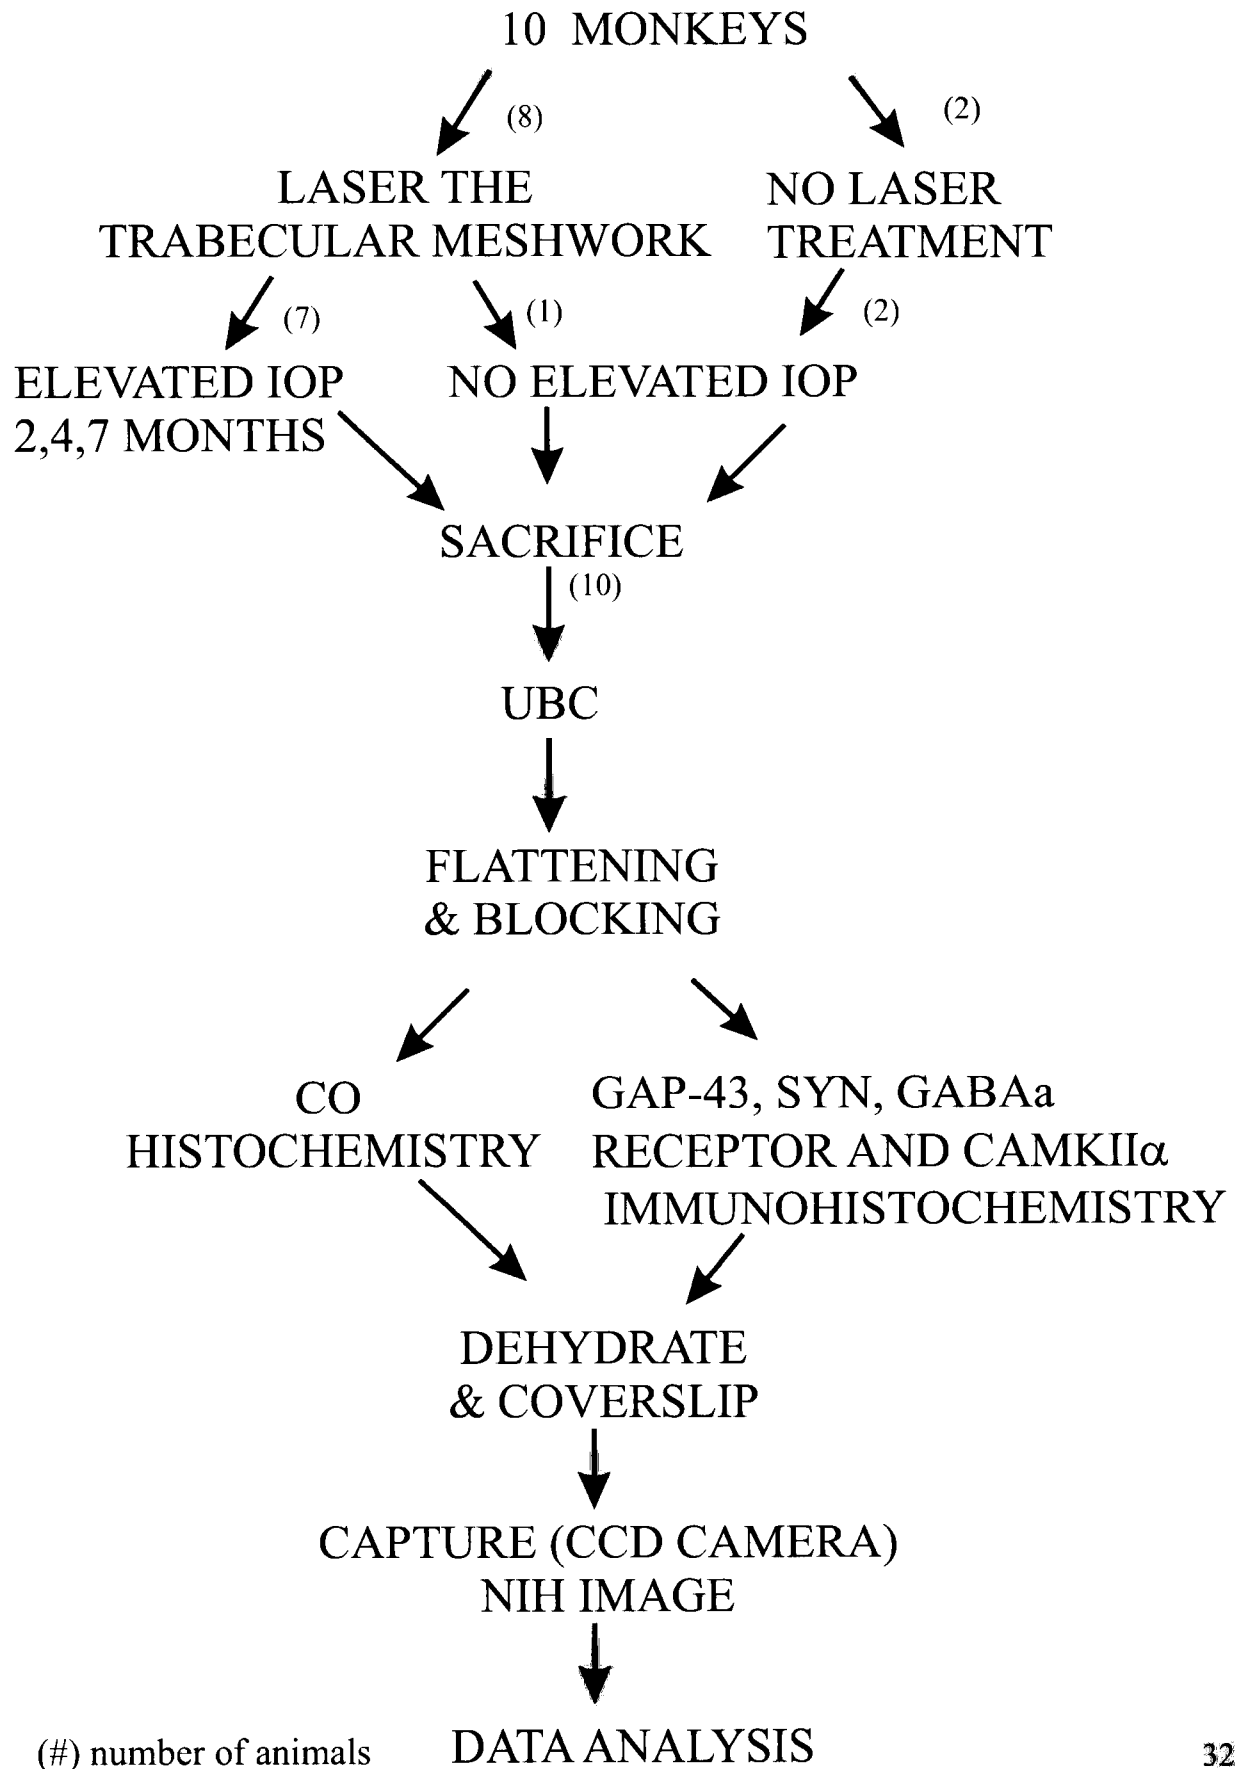 10 MONKEYS
(8)
(2)
LASER THE
TRABECULAR MESHWORK
NO LASER
TREATMENT
(7)
(1)
(2)
ELEVATED IOP
2,4,7 MONTHS
NO ELEVATED IOP
SACRIFICE
(10)
UBC
FLATTENING
& BLOCKING
CO
HISTOCHEMISTRY
GAP-43, SYN, GABAa
RECEPTOR AND CAMKIIα
IMMUNOHISTOCHEMISTRY
DEHYDRATE
& COVERSLIP
CAPTURE (CCD CAMERA)
NIH IMAGE
DATA ANALYSIS
(#) number of animals
32